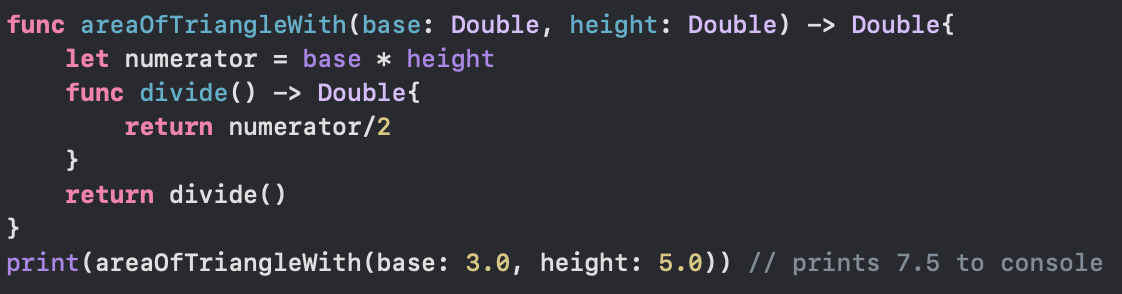 func areaOfTriangleWith(base: Double, height: Double) -> Double{
    let numerator = base * height
    func divide() -> Double{
        return numerator/2
    }
    return divide()
}
print(areaOfTriangleWith(base: 3.0, height: 5.0)) // prints 7.5 to console